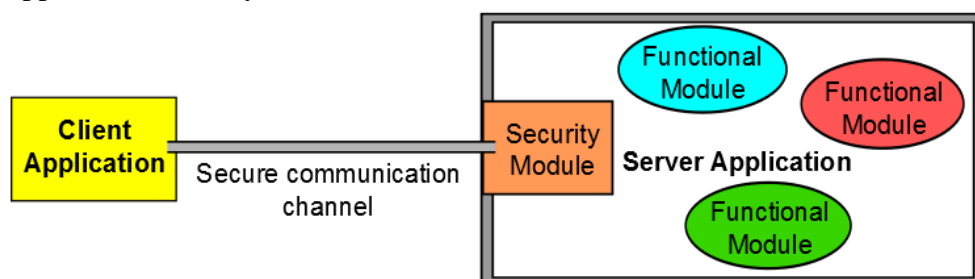 Functional
Module
Functional
Module
Client
Application
Security
Module
Secure communication
channel
Server Application
Functional
Module